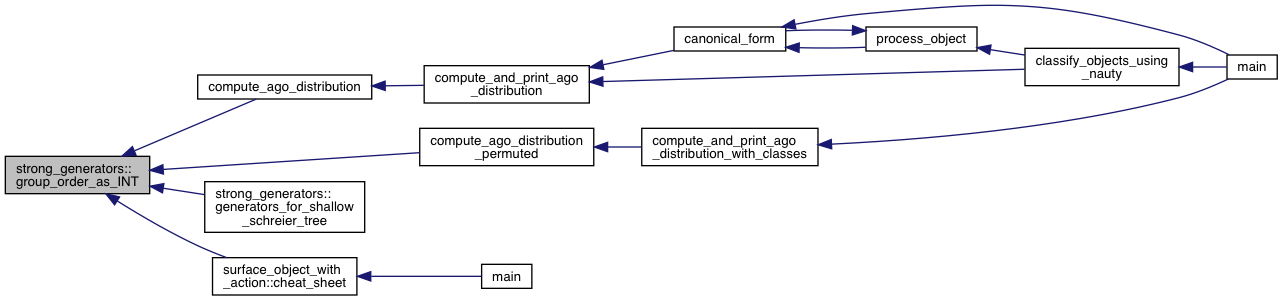 canonical_form
process_object
classify_objects_using
_nauty
main
compute_ago_distribution
compute_and_print_ago
_distribution
compute_ago_distribution
_permuted
compute_and_print_ago
_distribution_with_classes
strong_generators::
group_order_as_INT
strong_generators::
generators_for_shallow
_schreier_tree
surface_object_with
_action::cheat_sheet
main